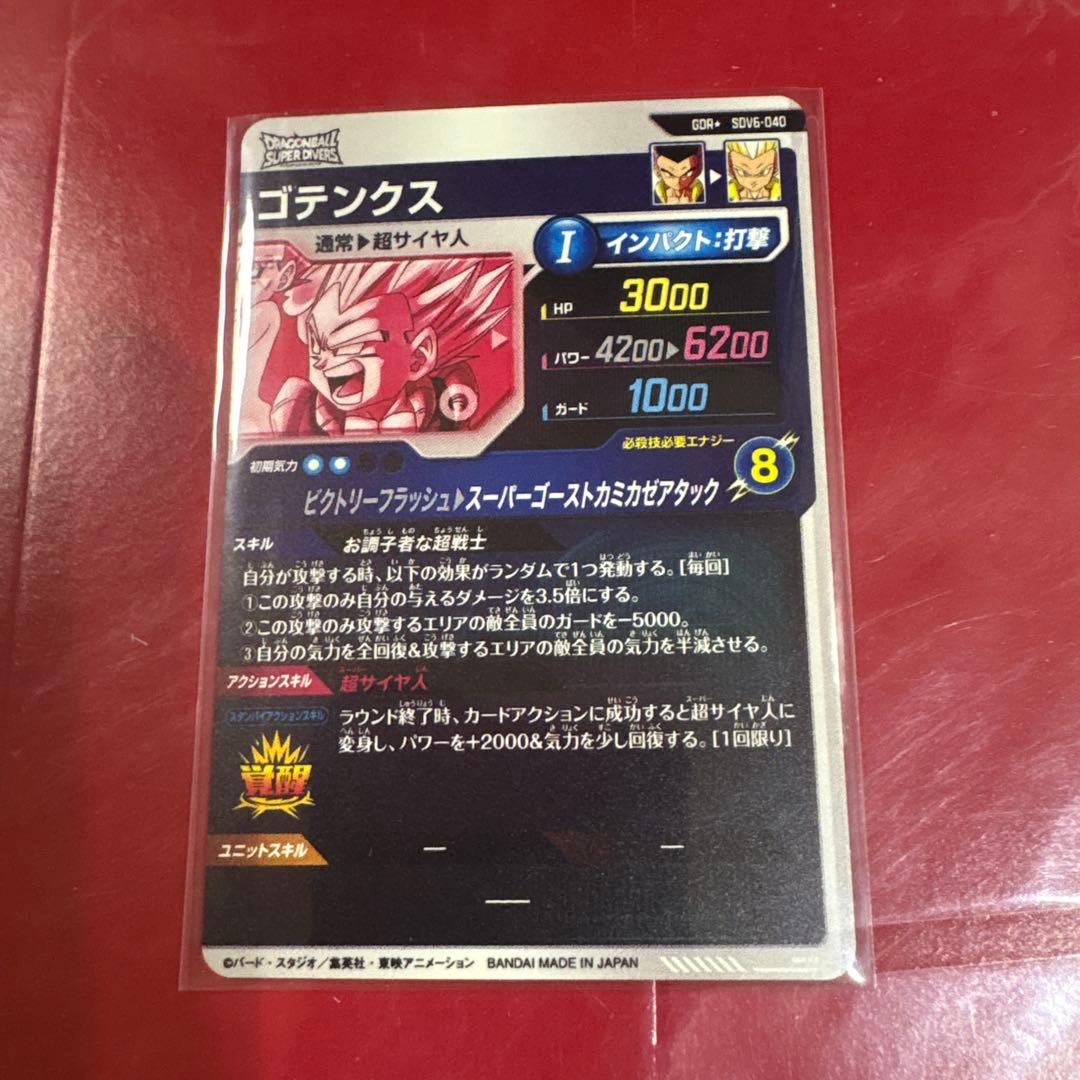 GDR★ SDV6-040
DRAGONBALL
SUPER DIVERS
ゴテンクス
通常▶超サイヤ人
I インパクト:打撃
HP 3000
パワー 4200▶6200
ガード 1000
必殺技必要エナジー
8
初期気力
ビクトリーフラッシュ▶スーパーゴーストカミカゼアタック
スキル お調子者な超戦士
自分が攻撃する時、以下の効果がランダムで1つ発動する。[毎回]
①この攻撃のみ自分の与えるダメージを3.5倍にする。
②この攻撃のみ攻撃するエリアの敵全員のガードを-5000。
③自分の気力を全回復&攻撃するエリアの敵全員の気力を半減させる。
アクションスキル 超サイヤ人
スタンバイアクションスキル
ラウンド終了時、カードアクションに成功すると超サイヤ人に
変身し、パワーを+2000&気力を少し回復する。[1回限り]
覚醒
ユニットスキル ― ―
―
©バード・スタジオ/集英社・東映アニメーション BANDAI MADE IN JAPAN